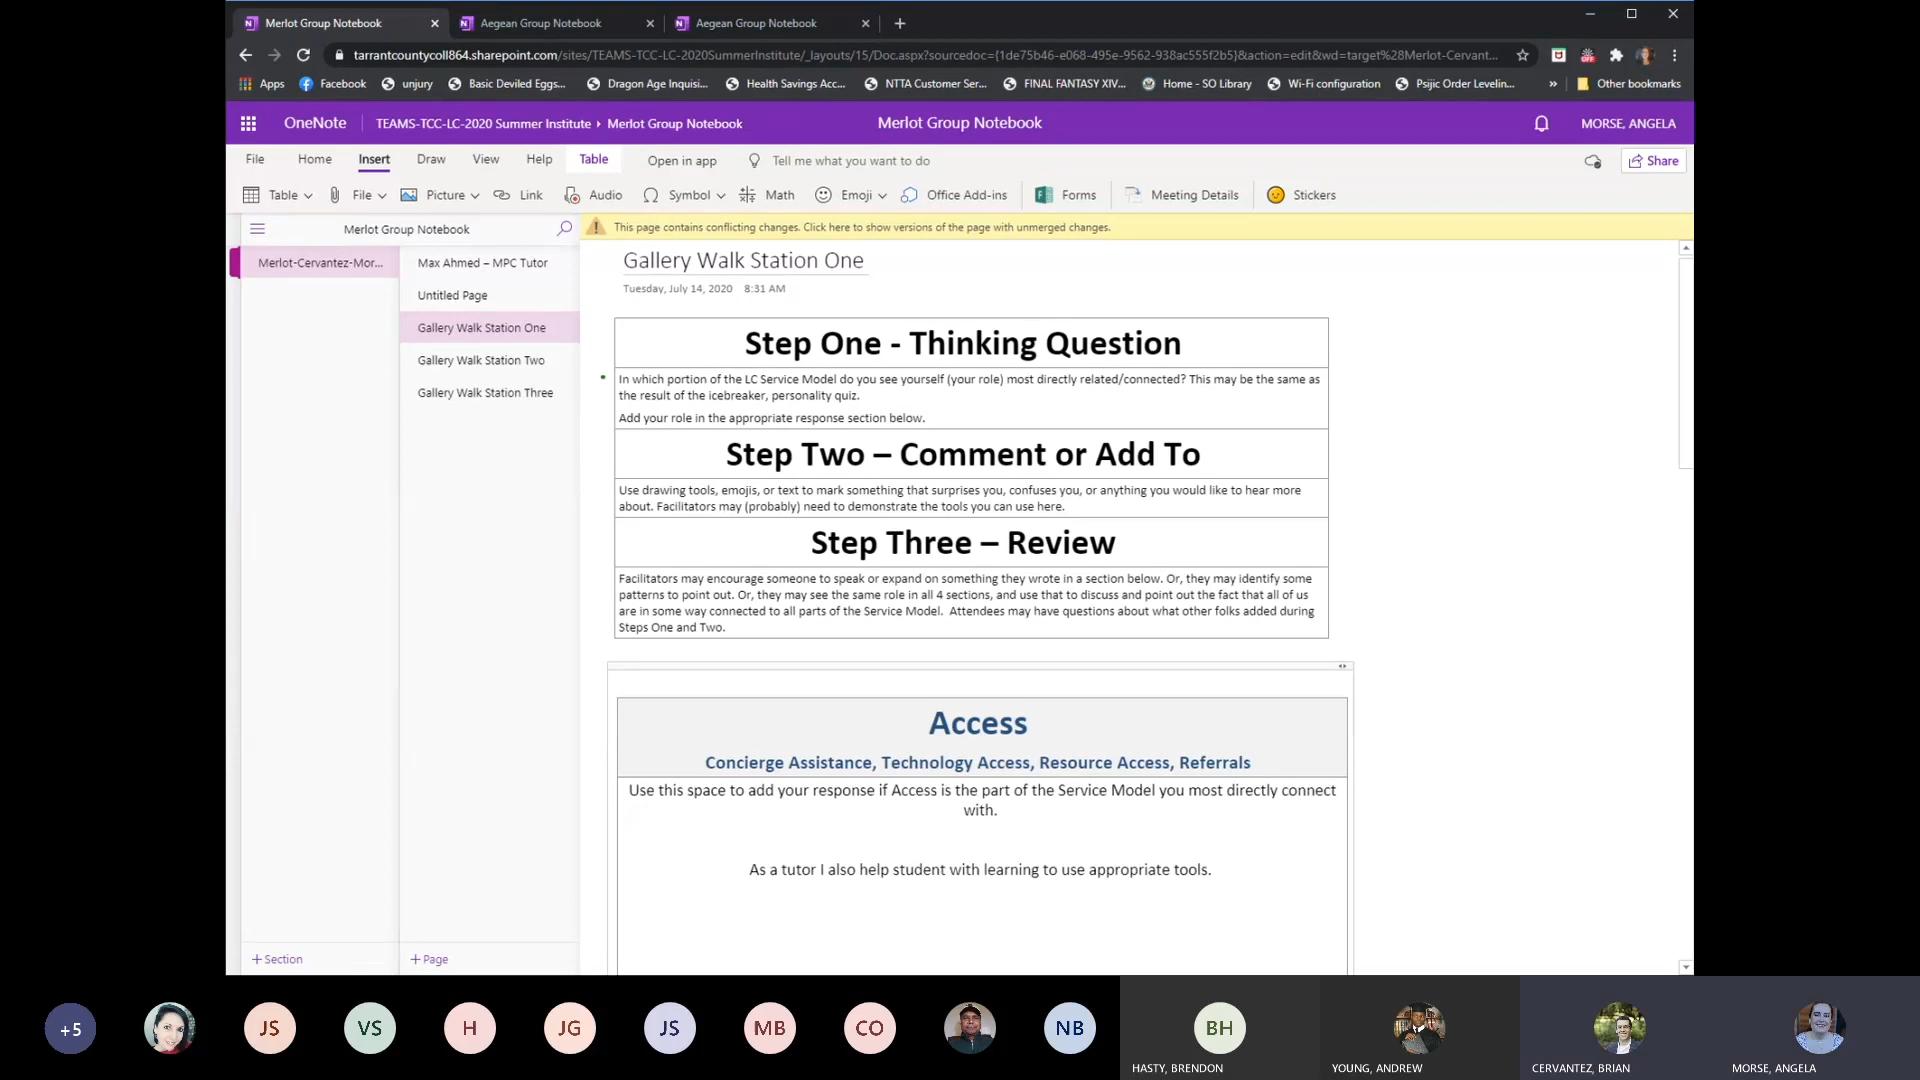 Merlot Group Notebook
Aegean Group Notebook
Aegean Group Notebook
tarrantcountycoll864.sharepoint.com/sites/TEAMS-TCC-LC-2020SummerInstitute/_layouts/15/Doc.aspx?sourcedoc={1de75b46-e068-495e-9562-938ac555f2b5}&action=edit&wd=target%28Merlot-Cervant...
Apps Facebook unjury Basic Deviled Eggs... Dragon Age Inquisi... Health Savings Acc... NTTA Customer Ser... FINAL FANTASY XIV... Home - SO Library Wi-Fi configuration Psijic Order Levelin... » Other bookmarks
OneNote TEAMS-TCC-LC-2020 Summer Institute › Merlot Group Notebook Merlot Group Notebook MORSE, ANGELA
File Home Insert Draw View Help Table Open in app Tell me what you want to do Share
Table File Picture Link Audio Symbol Math Emoji Office Add-ins Forms Meeting Details Stickers
Merlot Group Notebook
This page contains conflicting changes. Click here to show versions of the page with unmerged changes.
Merlot-Cervantez-Mor...
Max Ahmed – MPC Tutor
Untitled Page
Gallery Walk Station One
Gallery Walk Station Two
Gallery Walk Station Three
+ Section
+ Page
Gallery Walk Station One
Tuesday, July 14, 2020 8:31 AM
Step One - Thinking Question
In which portion of the LC Service Model do you see yourself (your role) most directly related/connected? This may be the same as
the result of the icebreaker, personality quiz.
Add your role in the appropriate response section below.
Step Two – Comment or Add To
Use drawing tools, emojis, or text to mark something that surprises you, confuses you, or anything you would like to hear more
about. Facilitators may (probably) need to demonstrate the tools you can use here.
Step Three – Review
Facilitators may encourage someone to speak or expand on something they wrote in a section below. Or, they may identify some
patterns to point out. Or, they may see the same role in all 4 sections, and use that to discuss and point out the fact that all of us
are in some way connected to all parts of the Service Model. Attendees may have questions about what other folks added during
Steps One and Two.
Access
Concierge Assistance, Technology Access, Resource Access, Referrals
Use this space to add your response if Access is the part of the Service Model you most directly connect
with.
As a tutor I also help student with learning to use appropriate tools.
+5 JS VS H JG JS MB CO NB BH
HASTY, BRENDON YOUNG, ANDREW CERVANTEZ, BRIAN MORSE, ANGELA